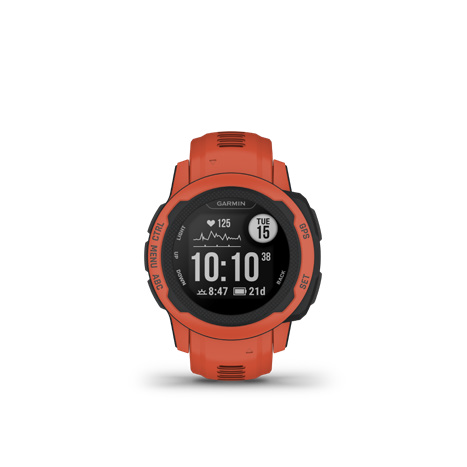 GARMIN
125
TUE
15
10:10 38
8:47 21d
LIGHT
CTRL
UP
MENU
DOWN
ABC
GPS
BACK
SET